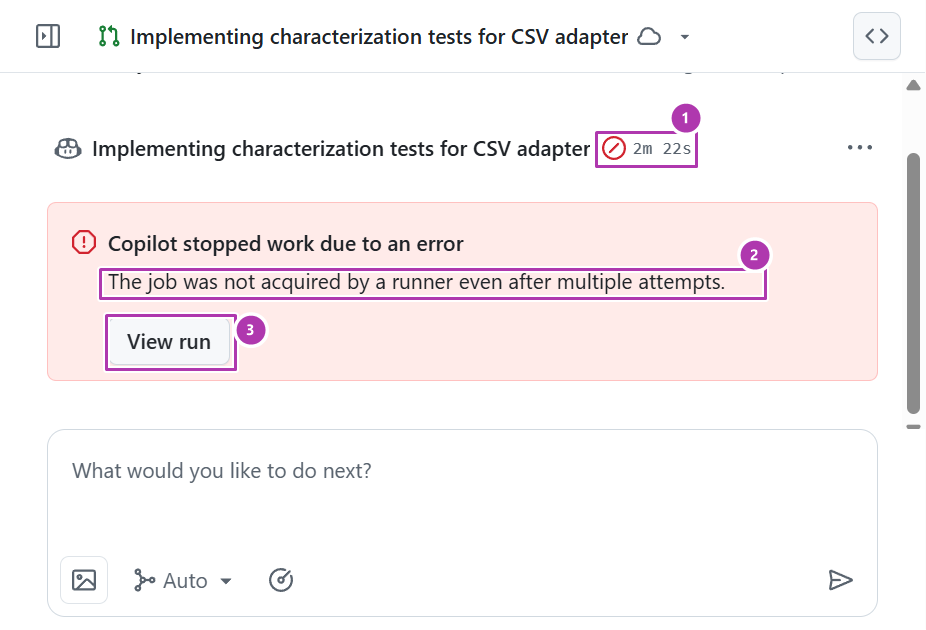 Implementing characterization tests for CSV adapter
1
Implementing characterization tests for CSV adapter 2m 22s
Copilot stopped work due to an error
2
The job was not acquired by a runner even after multiple attempts.
View run 3
What would you like to do next?
Auto